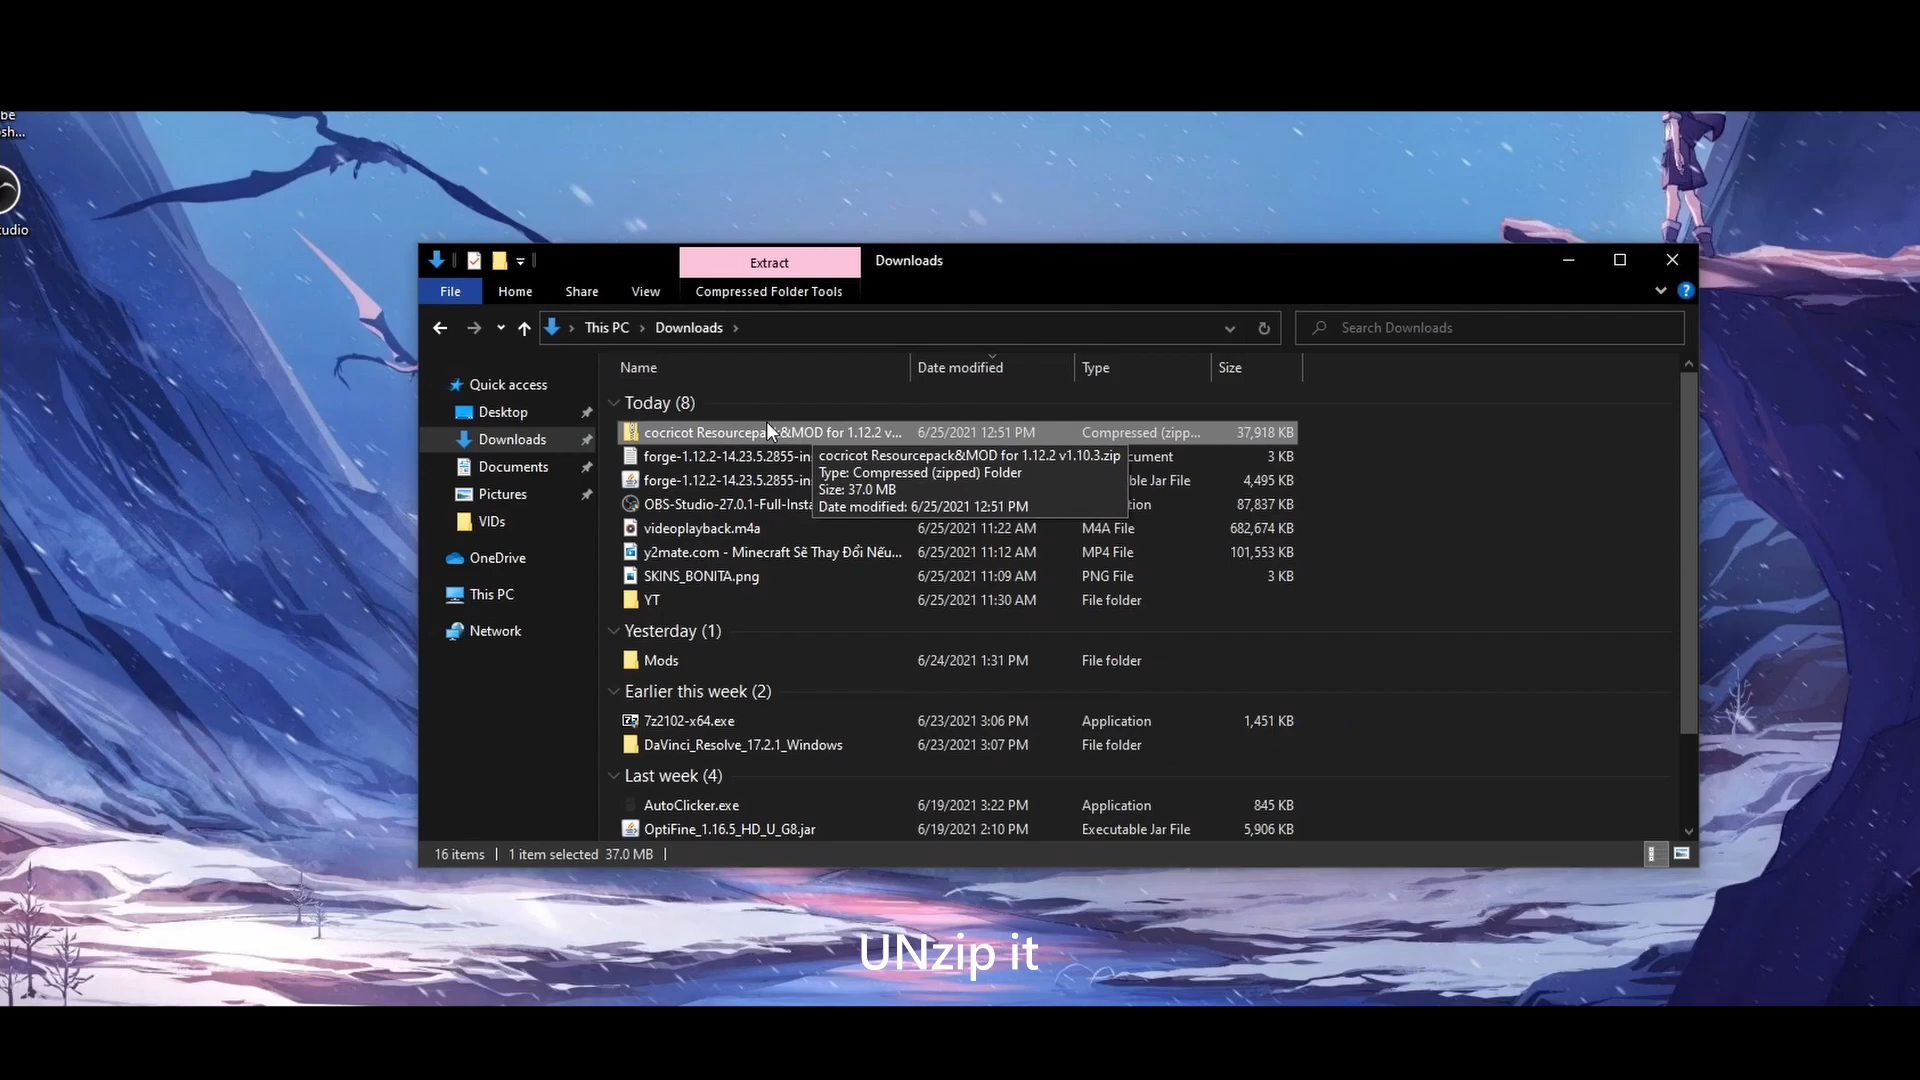 be
sh...
tudio
Extract
Downloads
File
Home
Share
View
Compressed Folder Tools
This PC
Downloads
Search Downloads
Name
Date modified
Type
Size
Quick access
Desktop
Downloads
Documents
Pictures
VIDs
OneDrive
This PC
Network
Today (8)
cocricot Resourcepack&MOD for 1.12.2 v... 6/25/2021 12:51 PM Compressed (zipp... 37,918 KB
forge-1.12.2-14.23.5.2855-in cument 3 KB
forge-1.12.2-14.23.5.2855-in ble Jar File 4,495 KB
OBS-Studio-27.0.1-Full-Insta tion 87,837 KB
cocricot Resourcepack&MOD for 1.12.2 v1.10.3.zip
Type: Compressed (zipped) Folder
Size: 37.0 MB
Date modified: 6/25/2021 12:51 PM
videoplayback.m4a 6/25/2021 11:22 AM M4A File 682,674 KB
y2mate.com - Minecraft Sẽ Thay Đổi Nếu... 6/25/2021 11:12 AM MP4 File 101,553 KB
SKINS_BONITA.png 6/25/2021 11:09 AM PNG File 3 KB
YT 6/25/2021 11:30 AM File folder
Yesterday (1)
Mods 6/24/2021 1:31 PM File folder
Earlier this week (2)
7z2102-x64.exe 6/23/2021 3:06 PM Application 1,451 KB
DaVinci_Resolve_17.2.1_Windows 6/23/2021 3:07 PM File folder
Last week (4)
AutoClicker.exe 6/19/2021 3:22 PM Application 845 KB
OptiFine_1.16.5_HD_U_G8.jar 6/19/2021 2:10 PM Executable Jar File 5,906 KB
16 items 1 item selected 37.0 MB
UNzip it